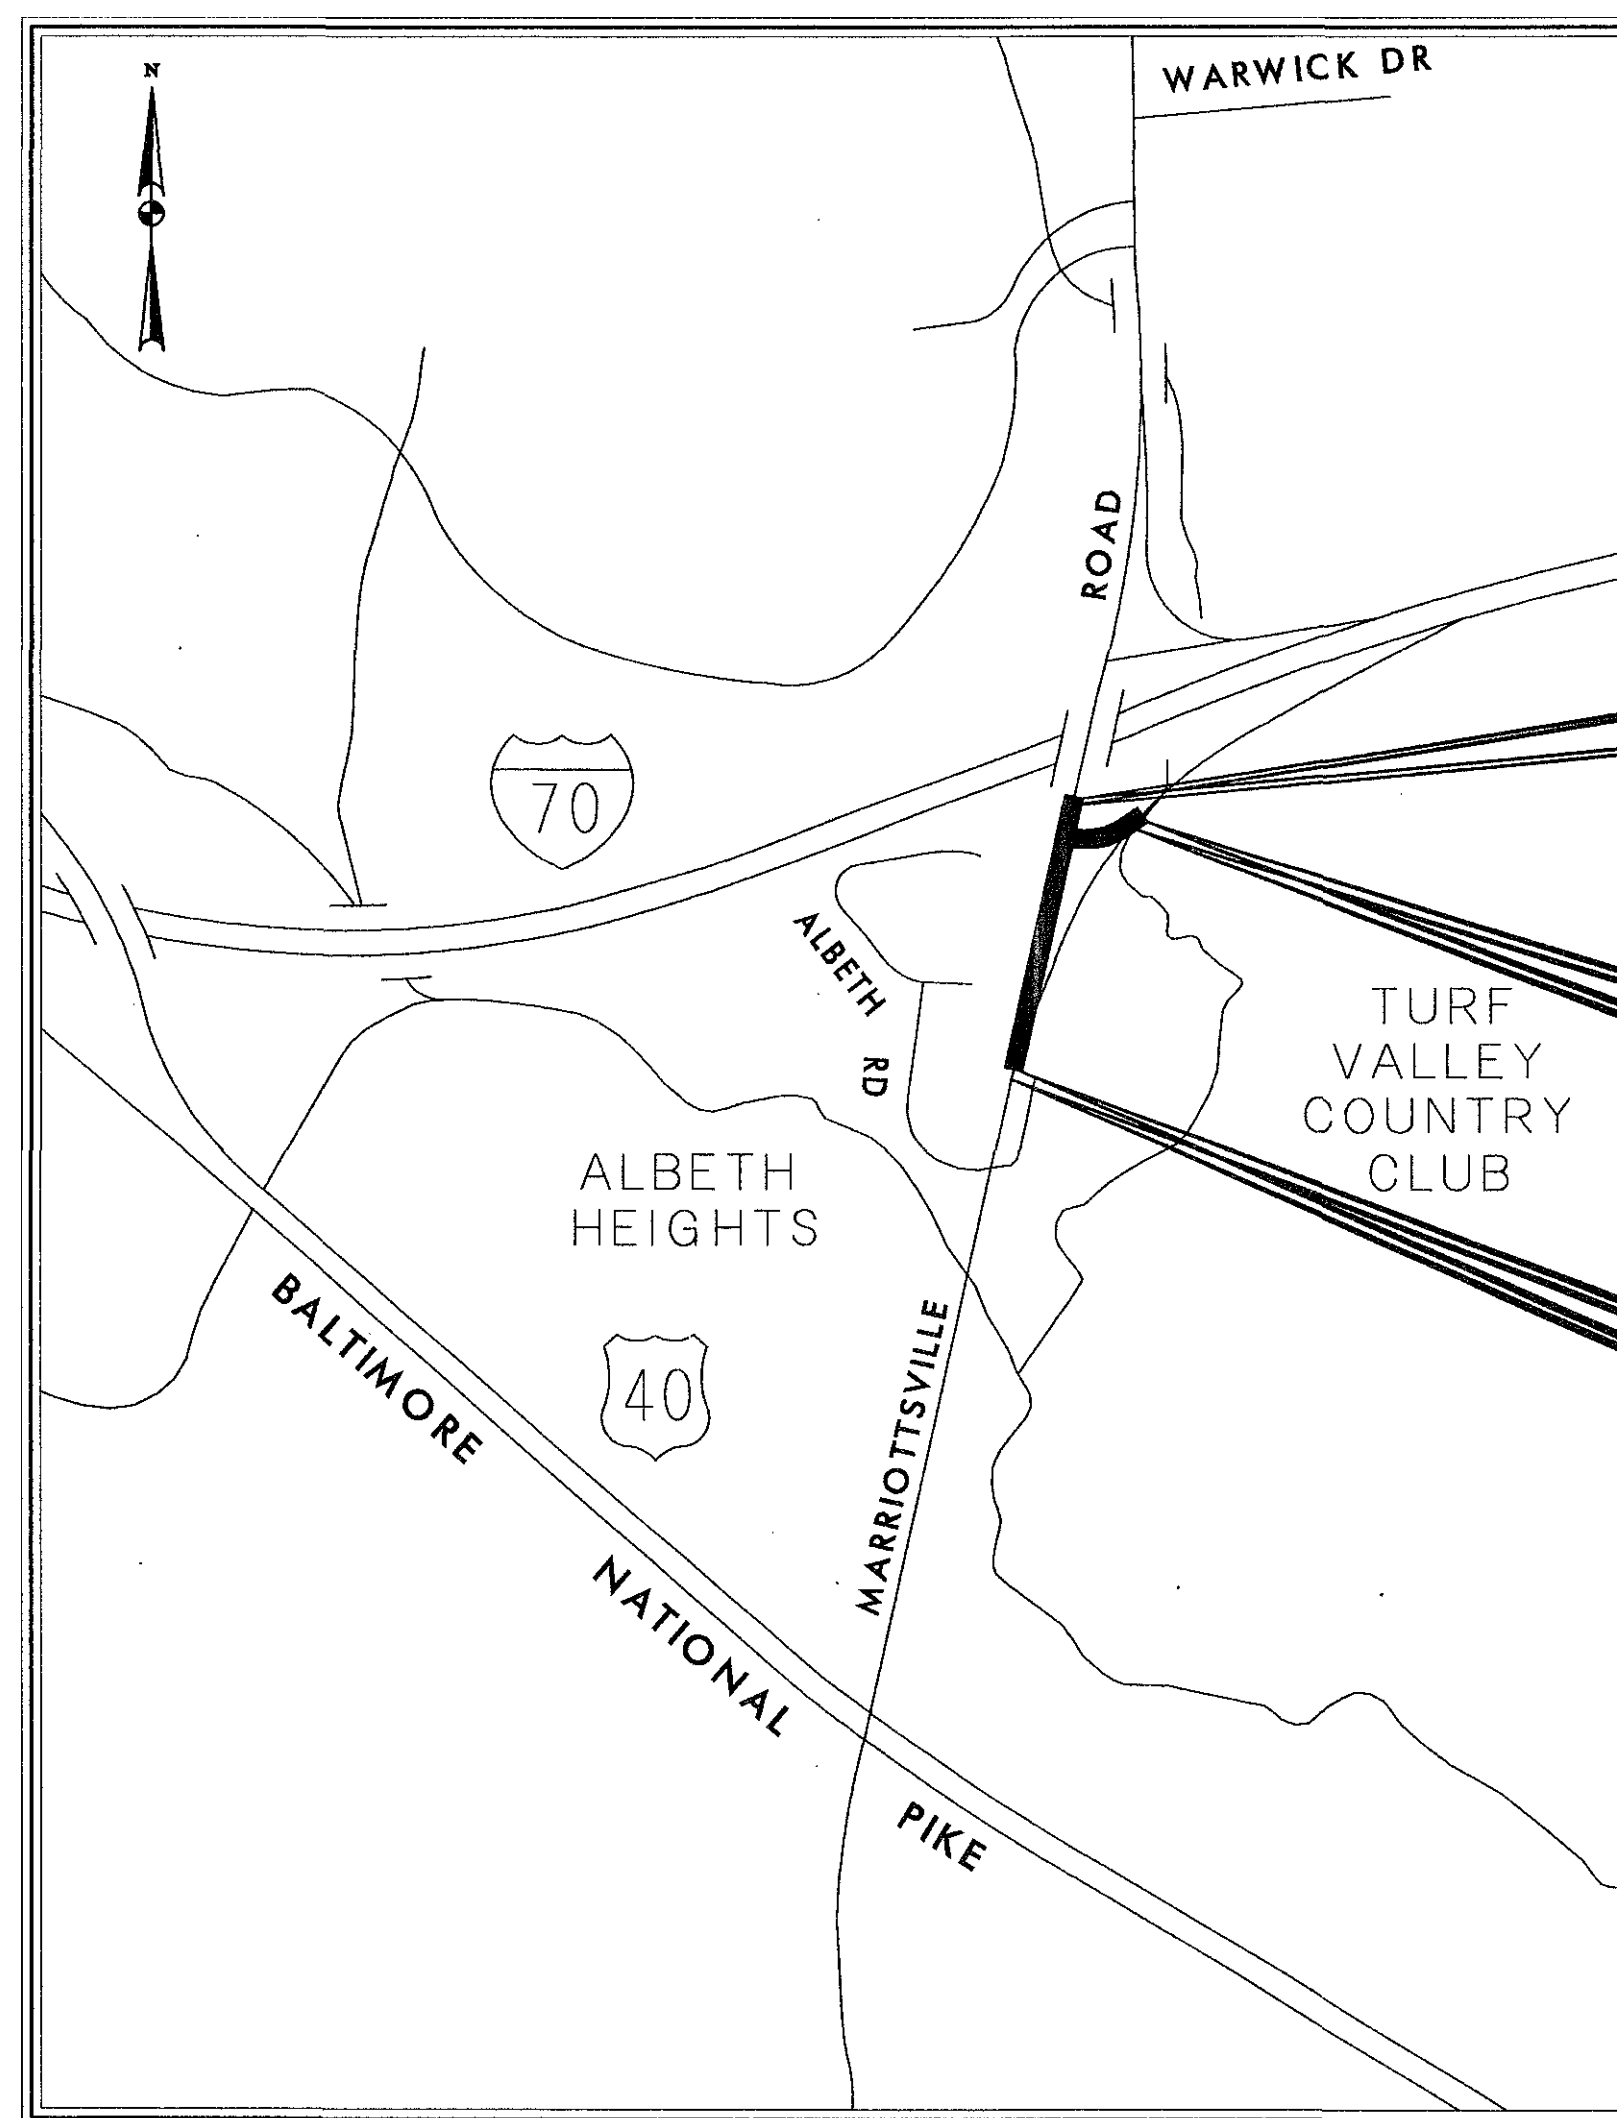 N
WARWICK DR
ROAD
70
ALBETH
RD
TURF
VALLEY
COUNTRY
CLUB
ALBETH
HEIGHTS
BALTIMORE
40
MARRIOTTSVILLE
NATIONAL
PIKE